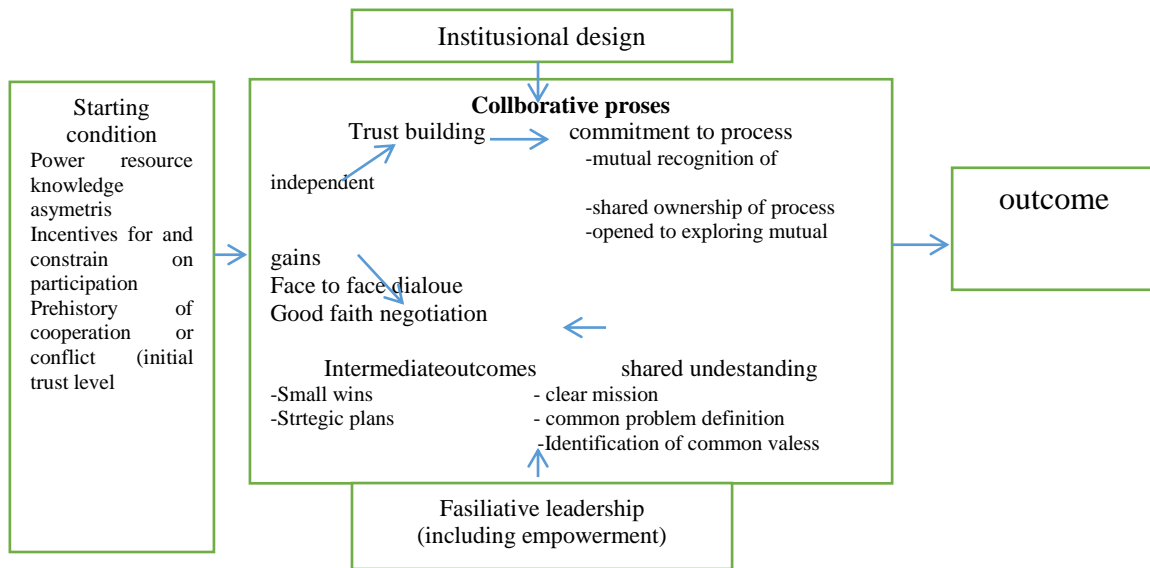 Institusional design
Starting
condition
Power resource
knowledge
asymetris
Incentives for and
constrain on
participation
Prehistory of
cooperation or
conflict (initial
trust level
Collborative proses
Trust building commitment to process
-mutual recognition of
independent
-shared ownership of process
-opened to exploring mutual
gains
Face to face dialoue
Good faith negotiation
Intermediateoutcomes shared undestanding
-Small wins - clear mission
-Strtegic plans - common problem definition
-Identification of common valess
outcome
Fasiliative leadership
(including empowerment)